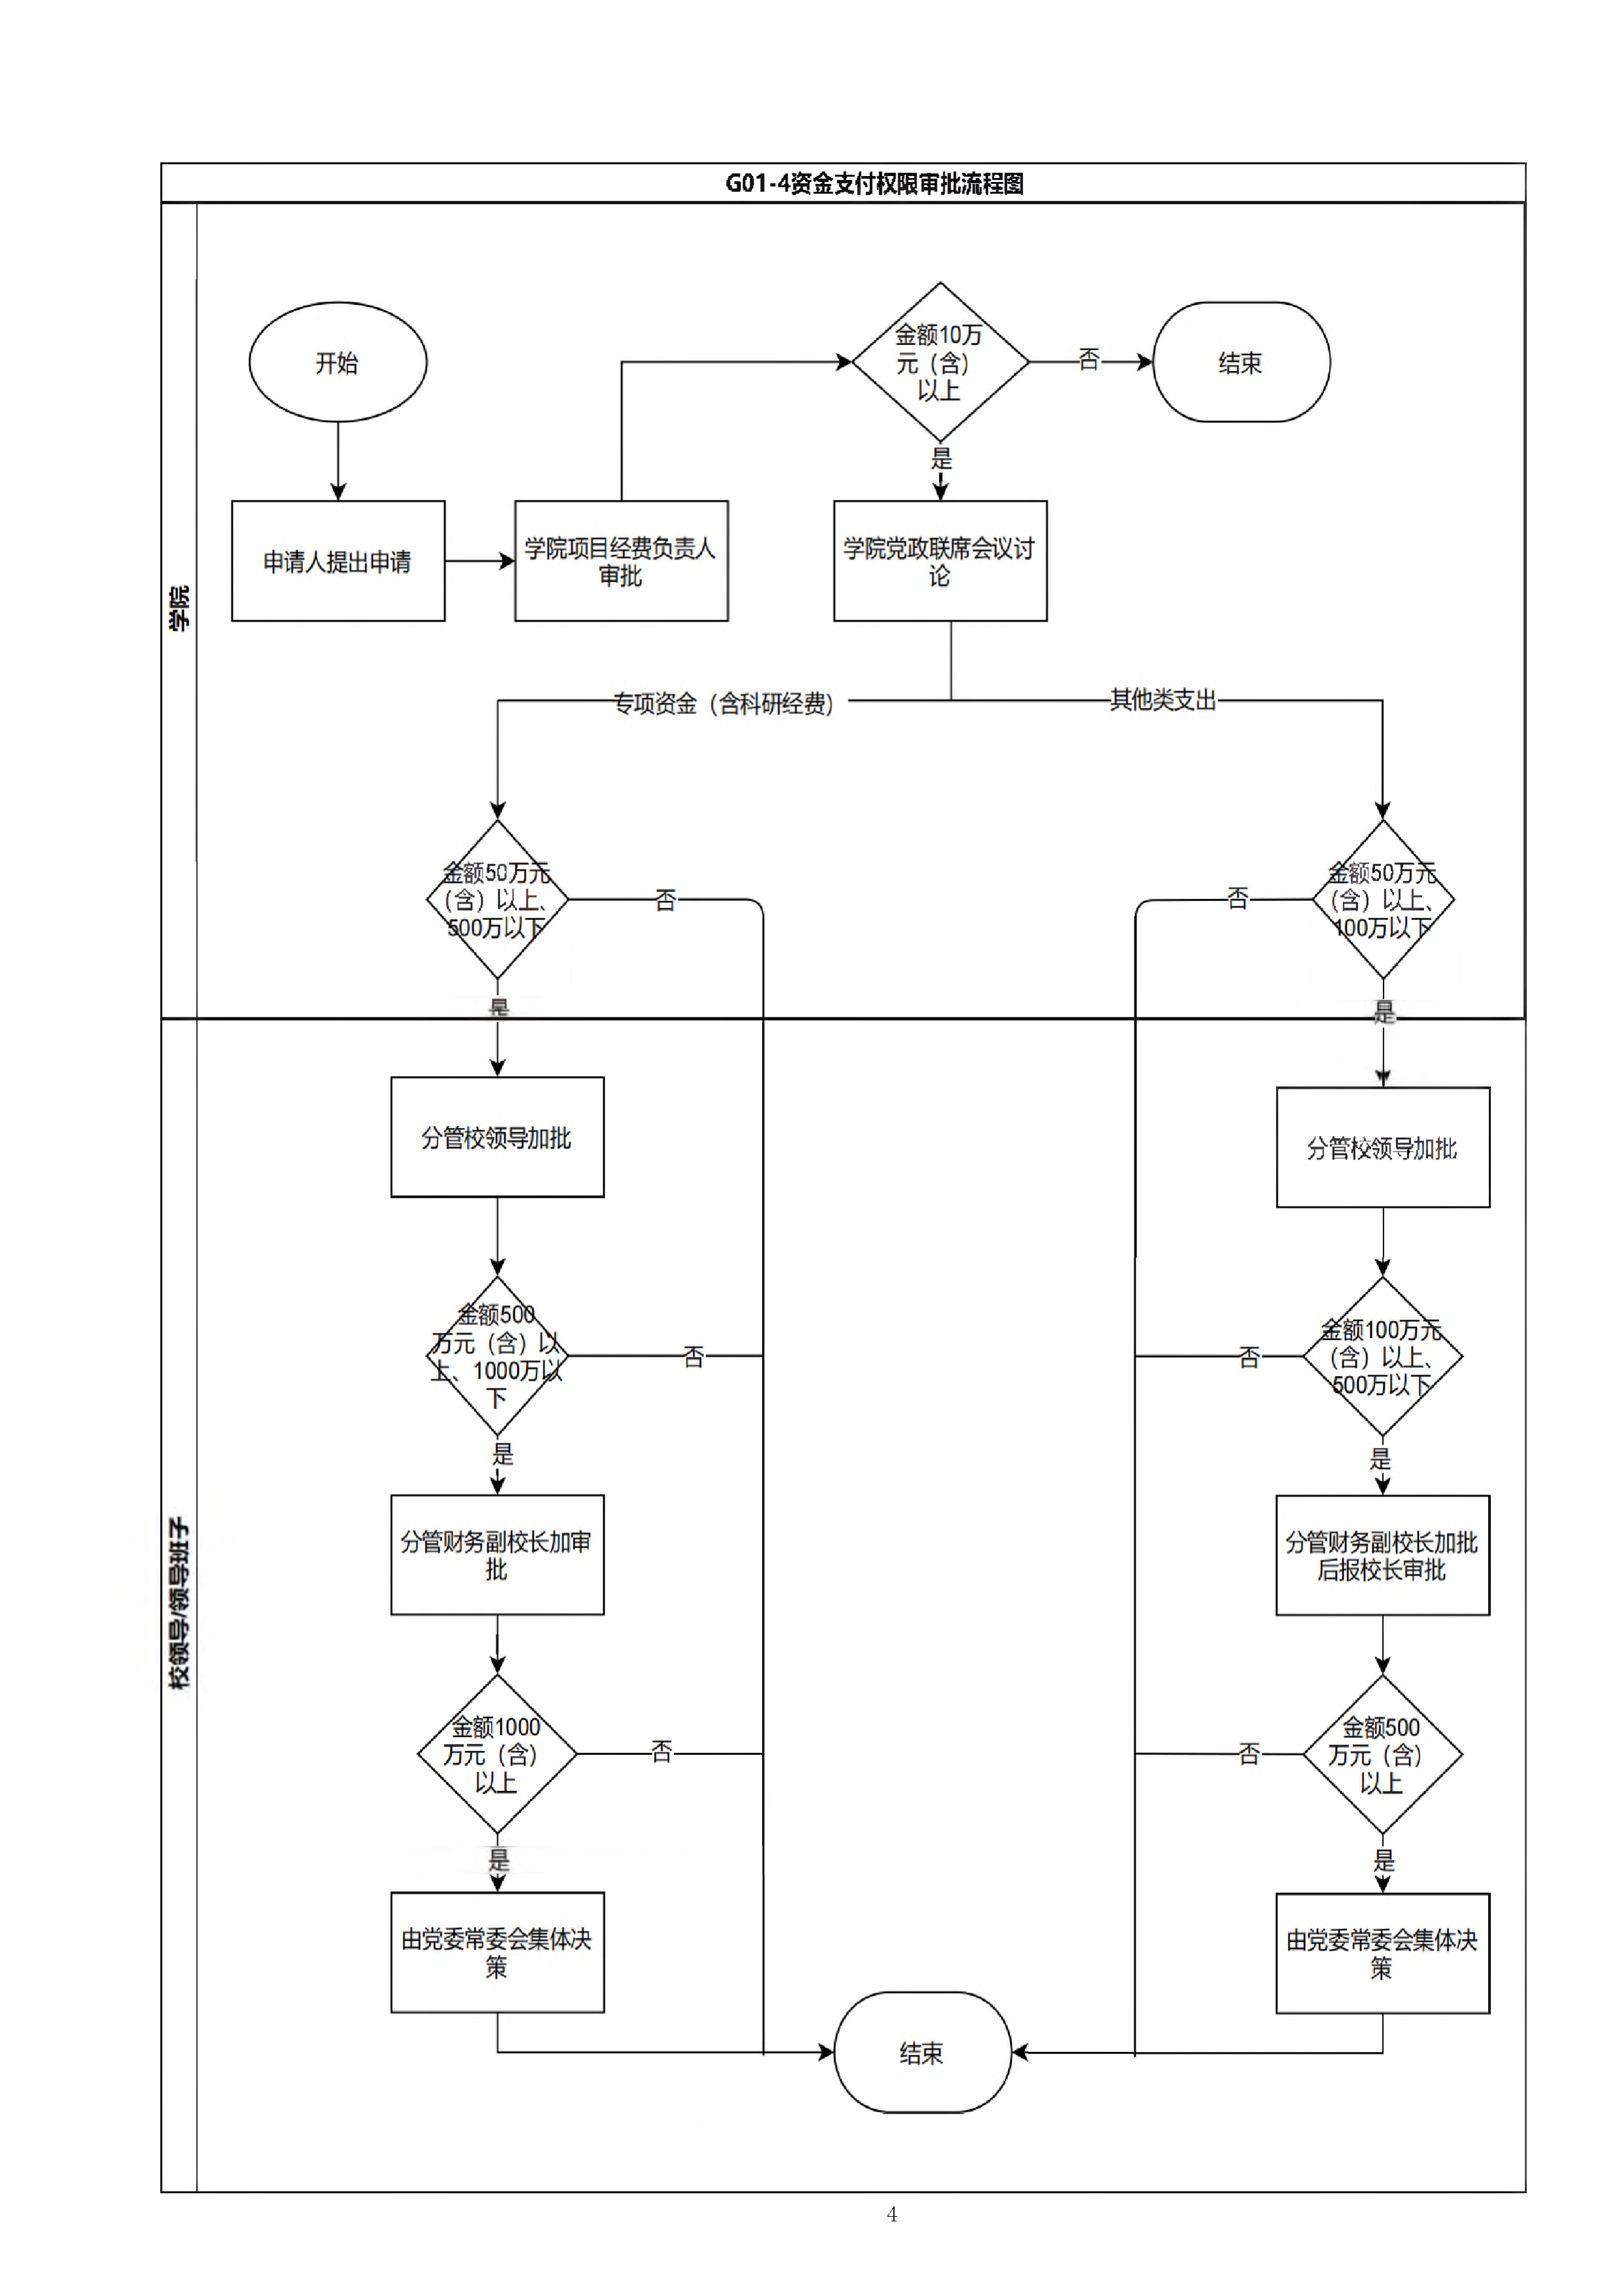 G01-4资金支付权限审批流程图
学院
开始
金额10万
元（含）
以上
否
结束
是
申请人提出申请
学院项目经费负责人
审批
学院党政联席会议讨
论
专项资金（含科研经费）
其他类支出
金额50万元
（含）以上、
500万以下
否
是
金额50万元
（含）以上、
100万以下
否
是
校领导/领导班子
分管校领导加批
分管校领导加批
金额500
万元（含）以
上、1000万以
下
否
是
金额100万元
（含）以上、
500万以下
否
是
分管财务副校长加审
批
分管财务副校长加批
后报校长审批
金额1000
万元（含）
以上
否
是
金额500
万元（含）
以上
否
是
由党委常委会集体决
策
由党委常委会集体决
策
结束
4